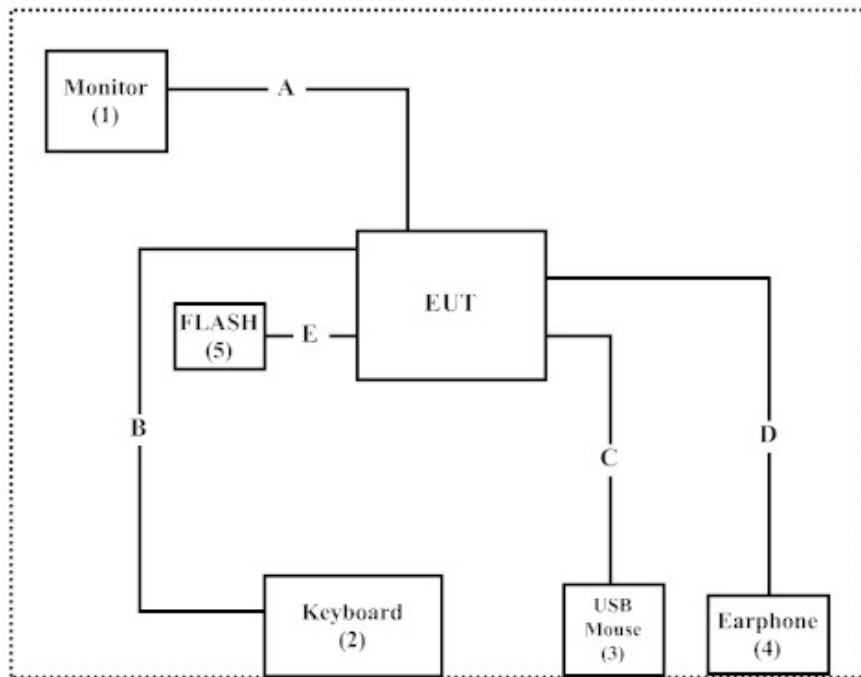 Monitor
(1)
A
EUT
FLASH
(5)
E
B
D
C
Keyboard
(2)
USB
Mouse
(3)
Earphone
(4)